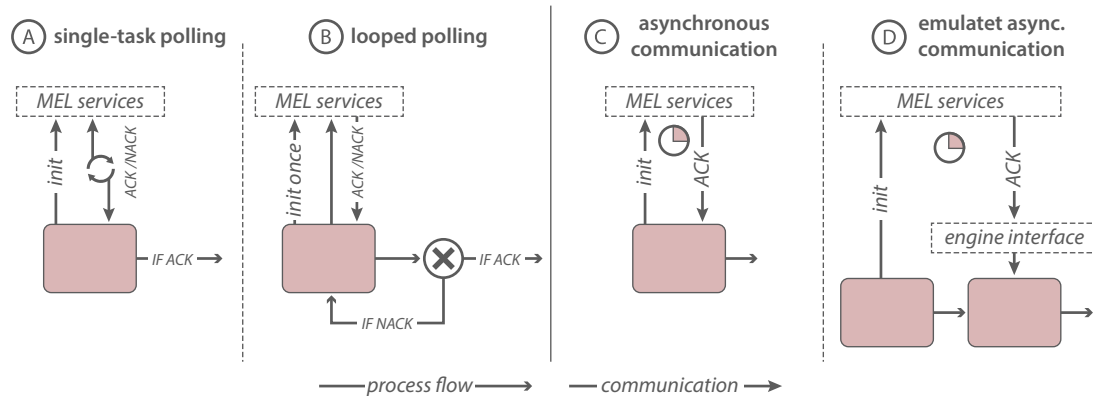 A single-task polling
B looped polling
C asynchronous
communication
D emulatet async.
communication
MEL services
init
ACK /NACK
IF ACK
MEL services
init once
ACK/NACK
IF ACK
IF NACK
MEL services
init
ACK
MEL services
init
ACK
engine interface
process flow
communication